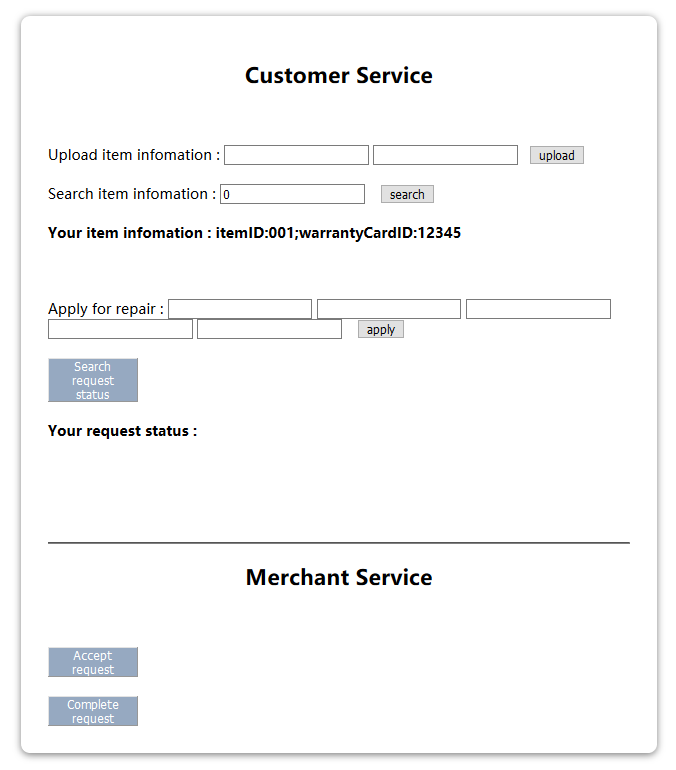 Customer Service
Upload item infomation : upload
Search item infomation : 0 search
Your item infomation : itemID:001;warrantyCardID:12345
Apply for repair :
apply
Search
request
status
Your request status :
Merchant Service
Accept
request
Complete
request